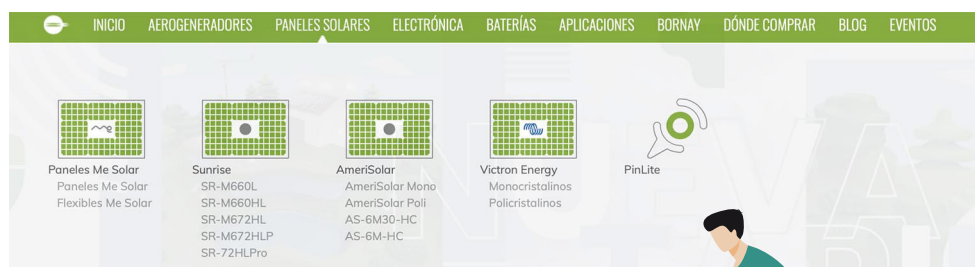 INICIO AEROGENERADORES PANELES SOLARES ELECTRÓNICA BATERÍAS APLICACIONES BORNAY DÓNDE COMPRAR BLOG EVENTOS
Paneles Me Solar
Paneles Me Solar
Flexibles Me Solar
Sunrise
SR-M660L
SR-M660HL
SR-M672HL
SR-M672HLP
SR-72HLPro
AmeriSolar
AmeriSolar Mono
AmeriSolar Poli
AS-6M30-HC
AS-6M-HC
Victron Energy
Monocristalinos
Policristalinos
PinLite
NUEVA